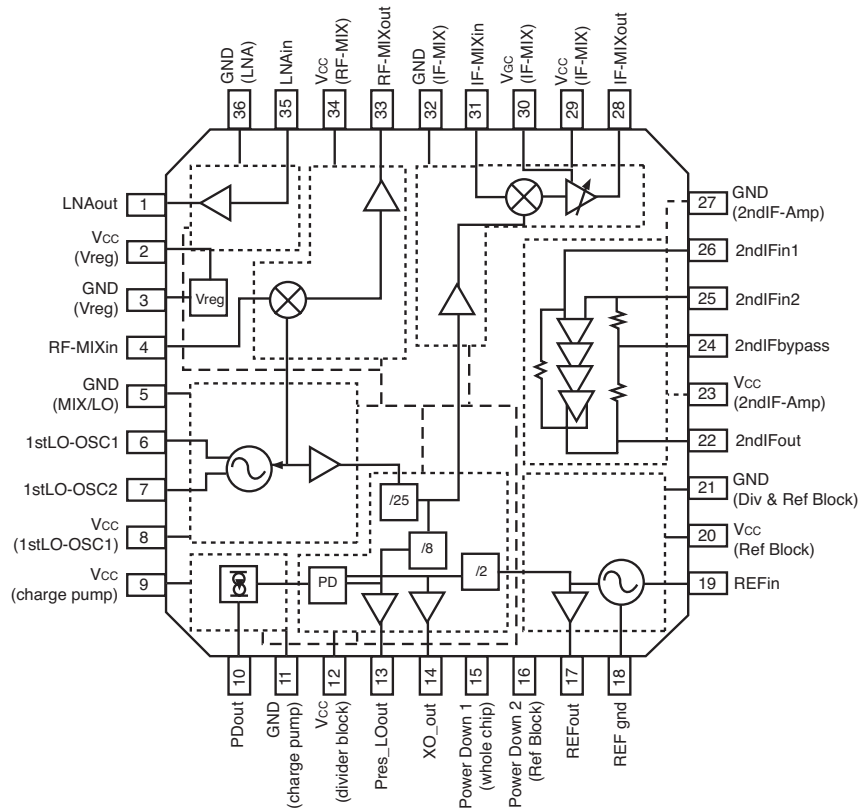 GND
(LNA)
LNAin
VCC
(RF-MIX)
RF-MIXout
GND
(IF-MIX)
IF-MIXin
VGC
(IF-MIX)
VCC
(IF-MIX)
IF-MIXout
36
35
34
33
32
31
30
29
28
LNAout
1
VCC
(Vreg)
2
GND
(Vreg)
3
RF-MIXin
4
GND
(MIX/LO)
5
1stLO-OSC1
6
1stLO-OSC2
7
VCC
(1stLO-OSC1)
8
VCC
(charge pump)
9
Vreg
/25
/8
/2
PD
27
GND
(2ndIF-Amp)
26
2ndIFin1
25
2ndIFin2
24
2ndIFbypass
23
VCC
(2ndIF-Amp)
22
2ndIFout
21
GND
(Div & Ref Block)
20
VCC
(Ref Block)
19
REFin
10
11
12
13
14
15
16
17
18
PDout
GND
(charge pump)
VCC
(divider block)
Pres_LOout
XO_out
Power Down 1
(whole chip)
Power Down 2
(Ref Block)
REFout
REF gnd